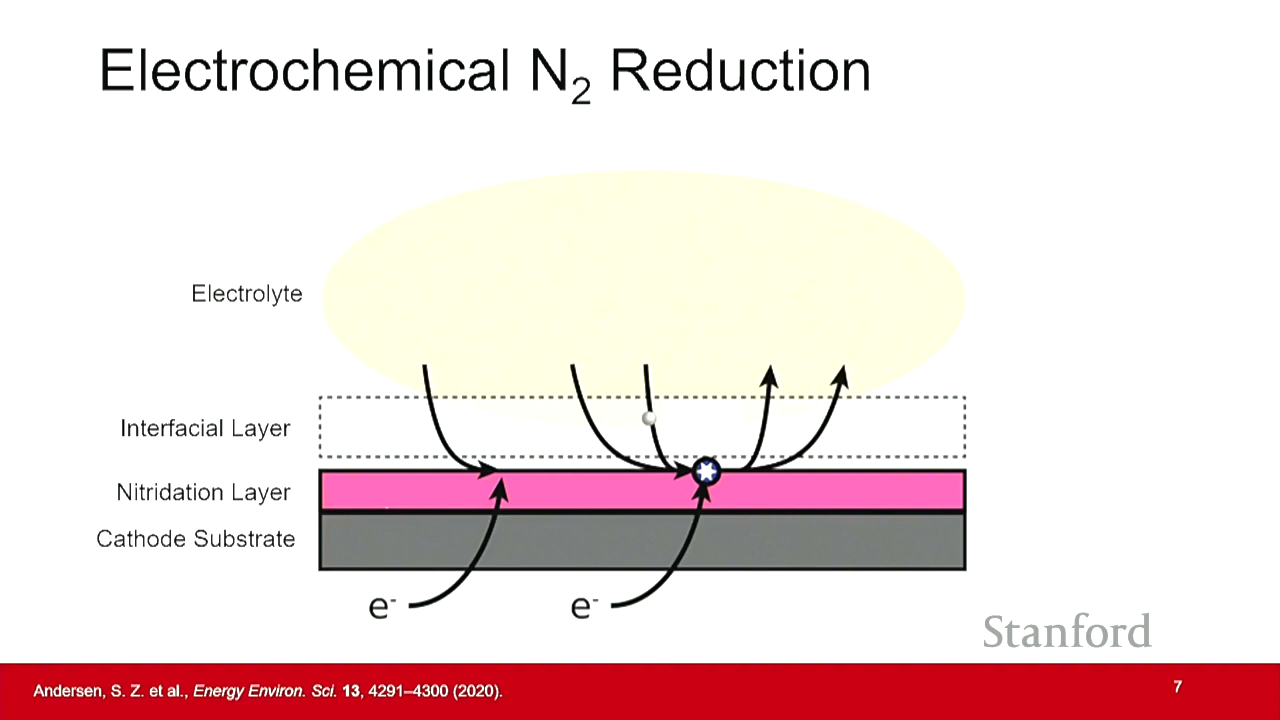 Electrochemical N₂ Reduction
Electrolyte
Interfacial Layer
Nitridation Layer
Cathode Substrate
e⁻
e⁻
Stanford
Andersen, S. Z. et al., Energy Environ. Sci. 13, 4291–4300 (2020).
7